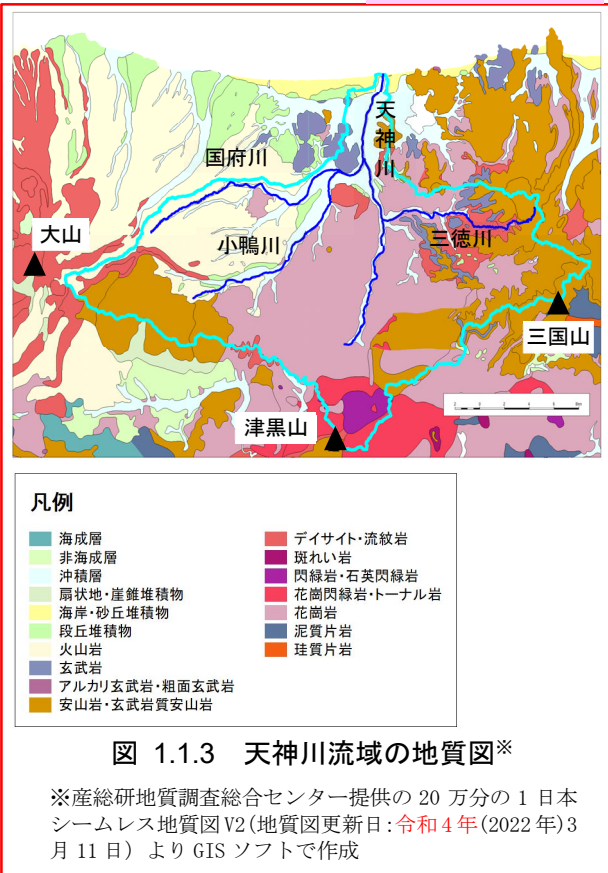 国府川
天神川
小鴨川
三徳川
大山
三国山
津黒山
凡例
海成層
非海成層
沖積層
扇状地・崖錐堆積物
海岸・砂丘堆積物
段丘堆積物
火山岩
玄武岩
アルカリ玄武岩・粗面玄武岩
安山岩・玄武岩質安山岩
デイサイト・流紋岩
斑れい岩
閃緑岩・石英閃緑岩
花崗閃緑岩・トーナル岩
花崗岩
泥質片岩
珪質片岩
図 1.1.3 天神川流域の地質図※
※産総研地質調査総合センター提供の 20 万分の 1 日本
シームレス地質図 V2(地質図更新日:令和４年(2022 年)3
月 11 日) より GIS ソフトで作成